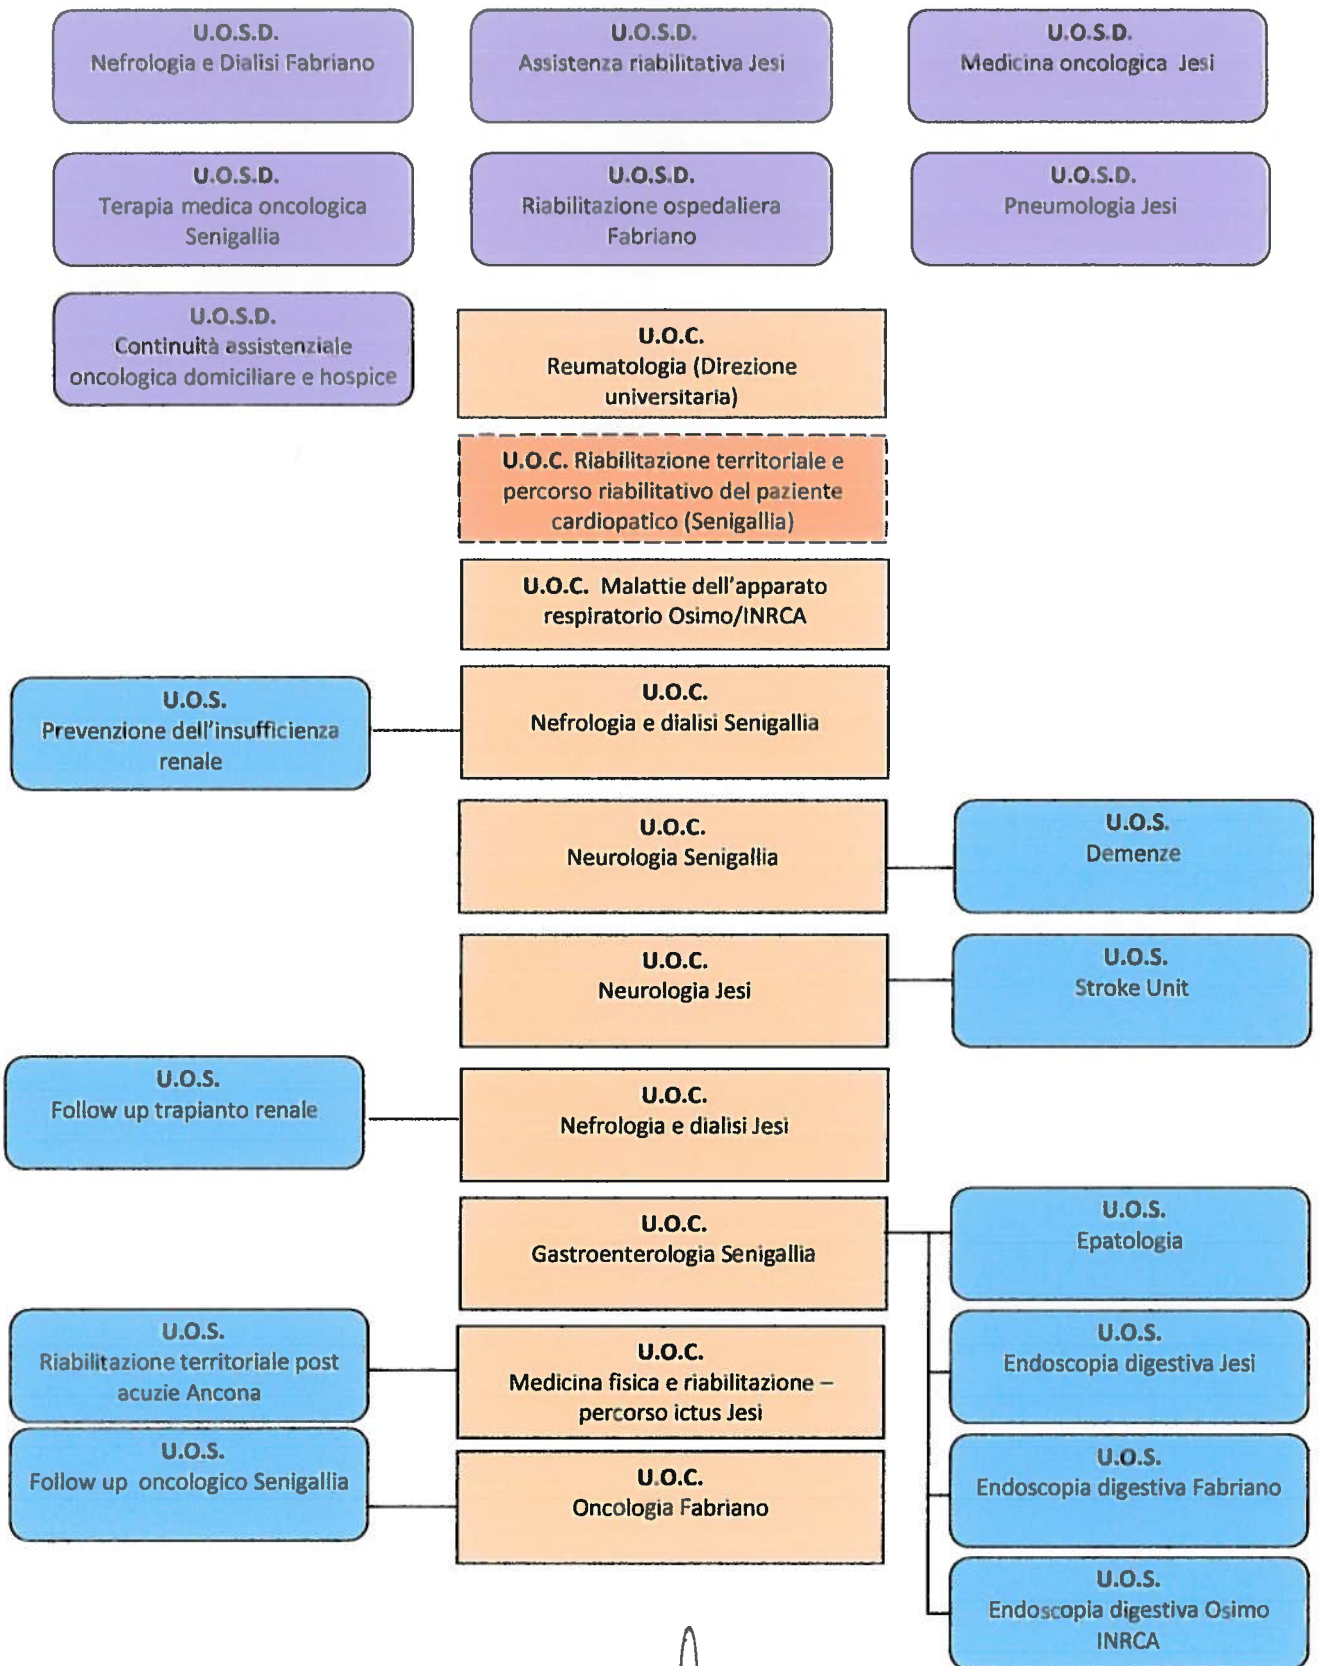 U.O.S.D.
Nefrologia e Dialisi Fabriano
U.O.S.D.
Assistenza riabilitativa Jesi
U.O.S.D.
Medicina oncologica Jesi
U.O.S.D.
Terapia medica oncologica
Senigallia
U.O.S.D.
Riabilitazione ospedaliera
Fabriano
U.O.S.D.
Pneumologia Jesi
U.O.S.D.
Continuità assistenziale
oncologica domiciliare e hospice
U.O.C.
Reumatologia (Direzione
universitaria)
U.O.C. Riabilitazione territoriale e
percorso riabilitativo del paziente
cardiopatico (Senigallia)
U.O.C. Malattie dell'apparato
respiratorio Osimo/INRCA
U.O.S.
Prevenzione dell'insufficienza
renale
U.O.C.
Nefrologia e dialisi Senigallia
U.O.C.
Neurologia Senigallia
U.O.S.
Demenze
U.O.C.
Neurologia Jesi
U.O.S.
Stroke Unit
U.O.S.
Follow up trapianto renale
U.O.C.
Nefrologia e dialisi Jesi
U.O.C.
Gastroenterologia Senigallia
U.O.S.
Epatologia
U.O.S.
Riabilitazione territoriale post
acuzie Ancona
U.O.C.
Medicina fisica e riabilitazione –
percorso ictus Jesi
U.O.S.
Endoscopia digestiva Jesi
U.O.S.
Follow up oncologico Senigallia
U.O.C.
Oncologia Fabriano
U.O.S.
Endoscopia digestiva Fabriano
U.O.S.
Endoscopia digestiva Osimo
INRCA